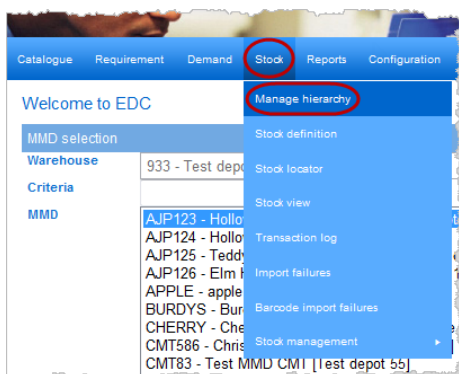 Catalogue Requirement Demand Stock Reports Configuration
Welcome to EDC
Manage hierarchy
MMD selection
Stock definition
Warehouse
933 - Test depo
Stock locator
Criteria
Stock view
MMD
AJP123 - Hollo
AJP124 - Hollo
Transaction log
AJP125 - Teddy
AJP126 - Elm H
Import failures
APPLE - apple
BURDYS - Bur
Barcode import failures
CHERRY - Che
CMT586 - Chris
Stock management
CMT83 - Test MMD CMT [Test depot 55]